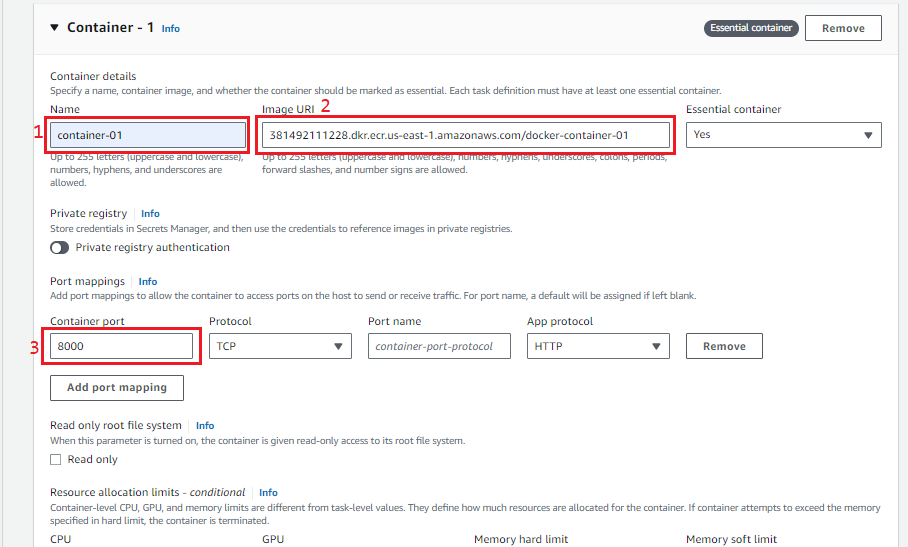 Container - 1 Info Essential container Remove
Container details
Specify a name, container image, and whether the container should be marked as essential. Each task definition must have at least one essential container.
Name Image URI 2 Essential container
1 container-01 381492111228.dkr.ecr.us-east-1.amazonaws.com/docker-container-01 Yes
Up to 255 letters (uppercase and lowercase), Up to 255 letters (uppercase and lowercase), numbers, hyphens, underscores, colons, periods,
numbers, hyphens, and underscores are forward slashes, and number signs are allowed.
allowed.
Private registry Info
Store credentials in Secrets Manager, and then use the credentials to reference images in private registries.
Private registry authentication
Port mappings Info
Add port mappings to allow the container to access ports on the host to send or receive traffic. For port name, a default will be assigned if left blank.
Container port Protocol Port name App protocol
3 8000 TCP container-port-protocol HTTP Remove
Add port mapping
Read only root file system Info
When this parameter is turned on, the container is given read-only access to its root file system.
Read only
Resource allocation limits - conditional Info
Container-level CPU, GPU, and memory limits are different from task-level values. They define how much resources are allocated for the container. If container attempts to exceed the memory
specified in hard limit, the container is terminated.
CPU GPU Memory hard limit Memory soft limit